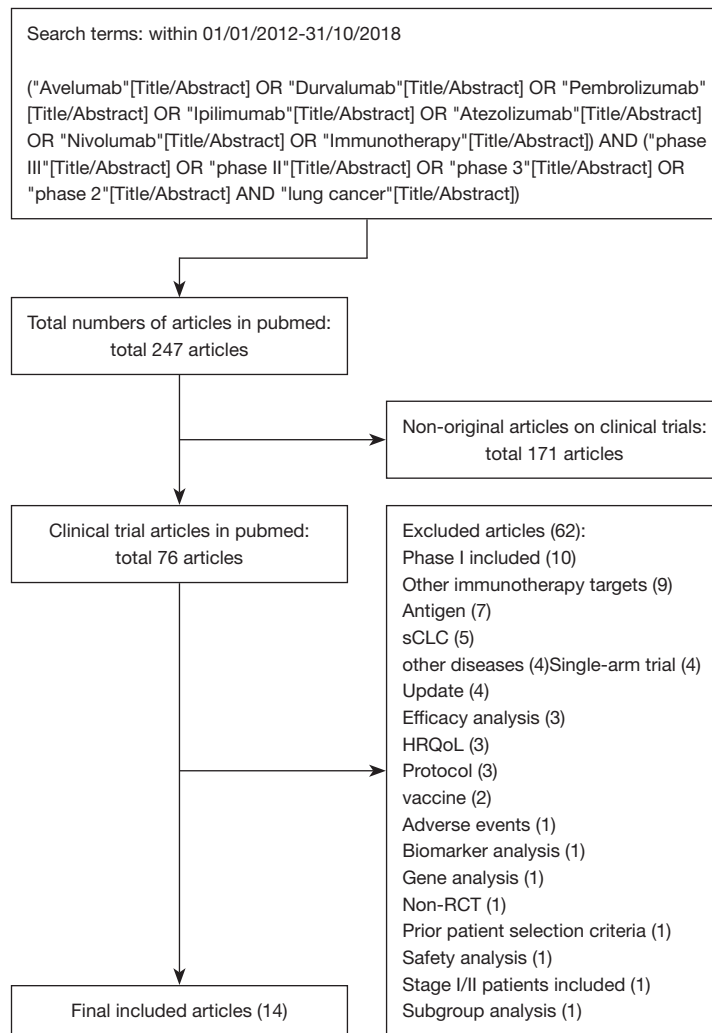 Search terms: within 01/01/2012-31/10/2018
("Avelumab"[Title/Abstract] OR "Durvalumab"[Title/Abstract] OR "Pembrolizumab"
[Title/Abstract] OR "Ipilimumab"[Title/Abstract] OR "Atezolizumab"[Title/Abstract]
OR "Nivolumab"[Title/Abstract] OR "Immunotherapy"[Title/Abstract]) AND ("phase
III"[Title/Abstract] OR "phase II"[Title/Abstract] OR "phase 3"[Title/Abstract] OR
"phase 2"[Title/Abstract] AND "lung cancer"[Title/Abstract])
Total numbers of articles in pubmed:
total 247 articles
Non-original articles on clinical trials:
total 171 articles
Clinical trial articles in pubmed:
total 76 articles
Excluded articles (62):
Phase I included (10)
Other immunotherapy targets (9)
Antigen (7)
sCLC (5)
other diseases (4)Single-arm trial (4)
Update (4)
Efficacy analysis (3)
HRQoL (3)
Protocol (3)
vaccine (2)
Adverse events (1)
Biomarker analysis (1)
Gene analysis (1)
Non-RCT (1)
Prior patient selection criteria (1)
Safety analysis (1)
Stage I/II patients included (1)
Subgroup analysis (1)
Final included articles (14)